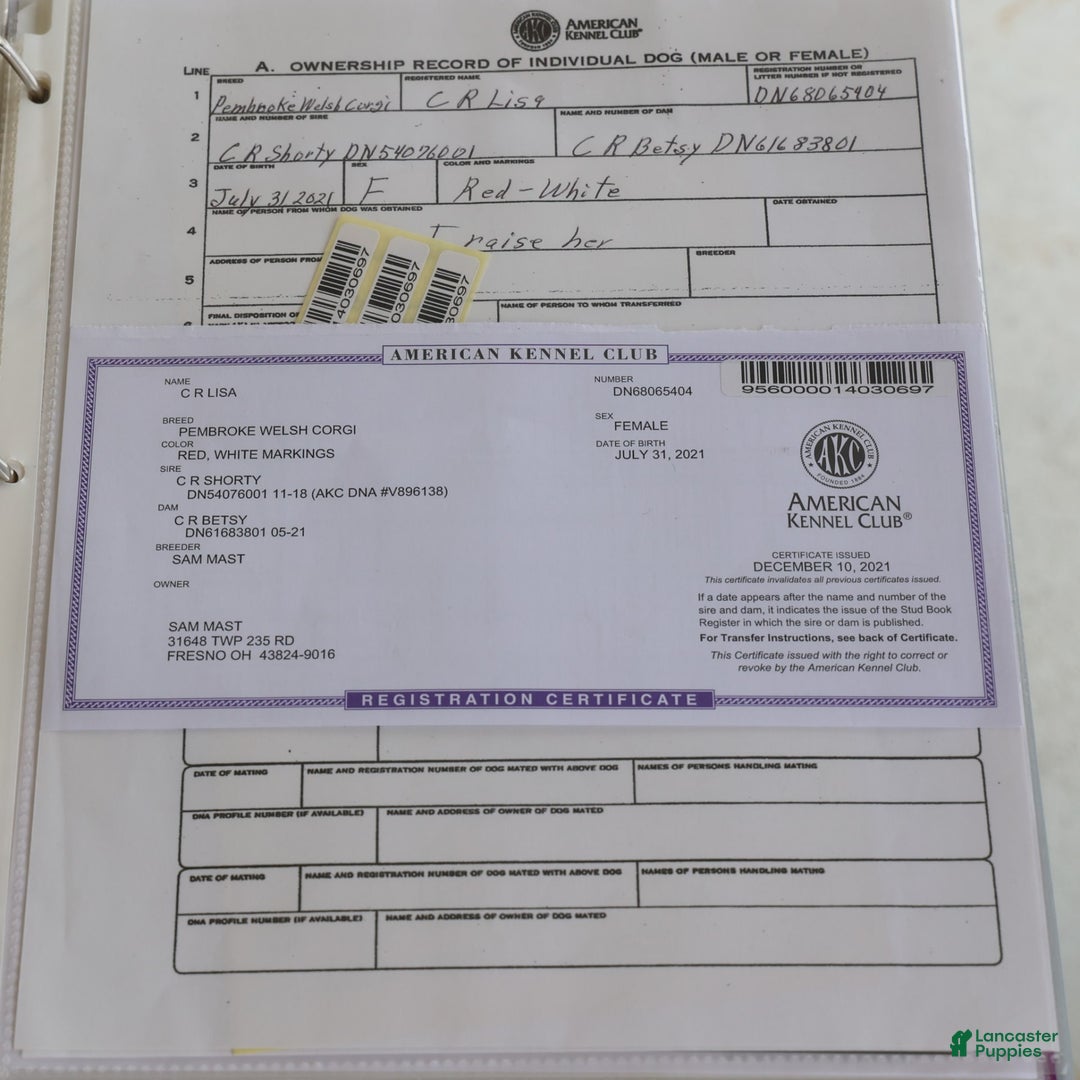 AMERICAN
KENNEL CLUB®
LINE A. OWNERSHIP RECORD OF INDIVIDUAL DOG (MALE OR FEMALE)
BREED REGISTERED NAME REGISTRATION NUMBER OR
LITTER NUMBER IF NOT REGISTERED
1 Pembroke Welsh Corgi C R Lisa DN68065404
NAME AND NUMBER OF SIRE NAME AND NUMBER OF DAM
2 C R Shorty DN54076001 C R Betsy DN61683801
DATE OF BIRTH SEX COLOR AND MARKINGS
3 July 31 2021 F Red-White
NAME OF PERSON FROM WHOM DOG WAS OBTAINED DATE OBTAINED
4 I raise her
ADDRESS OF PERSON FROM BREEDER
5
FINAL DISPOSITION OF NAME OF PERSON TO WHOM TRANSFERRED
14030697
030697
0697
AMERICAN KENNEL CLUB
NAME
C R LISA
NUMBER
DN68065404
956000014030697
BREED
PEMBROKE WELSH CORGI
SEX
FEMALE
COLOR
RED, WHITE MARKINGS
DATE OF BIRTH
JULY 31, 2021
SIRE
C R SHORTY
DN54076001 11-18 (AKC DNA #V896138)
DAM
C R BETSY
DN61683801 05-21
BREEDER
SAM MAST
OWNER
SAM MAST
31648 TWP 235 RD
FRESNO OH 43824-9016
AMERICAN KENNEL CLUB
AKC
FOUNDED 1884
AMERICAN
KENNEL CLUB®
CERTIFICATE ISSUED
DECEMBER 10, 2021
This certificate invalidates all previous certificates issued.
If a date appears after the name and number of the
sire and dam, it indicates the issue of the Stud Book
Register in which the sire or dam is published.
For Transfer Instructions, see back of Certificate.
This Certificate issued with the right to correct or
revoke by the American Kennel Club.
REGISTRATION CERTIFICATE
DATE OF MATING NAME AND REGISTRATION NUMBER OF DOG MATED WITH ABOVE DOG NAMES OF PERSONS HANDLING MATING
DNA PROFILE NUMBER (IF AVAILABLE) NAME AND ADDRESS OF OWNER OF DOG MATED
DATE OF MATING NAME AND REGISTRATION NUMBER OF DOG MATED WITH ABOVE DOG NAMES OF PERSONS HANDLING MATING
DNA PROFILE NUMBER (IF AVAILABLE) NAME AND ADDRESS OF OWNER OF DOG MATED
Lancaster
Puppies